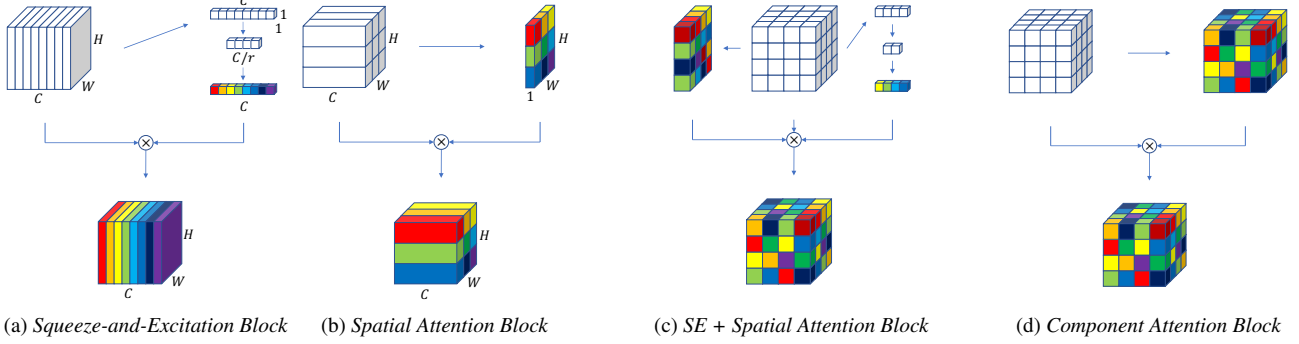 C
1
1
C/r
C
H
W
C
H
W
C
H
W
1
H
W
C
H
W
C
(a) Squeeze-and-Excitation Block
(b) Spatial Attention Block
(c) SE + Spatial Attention Block
(d) Component Attention Block